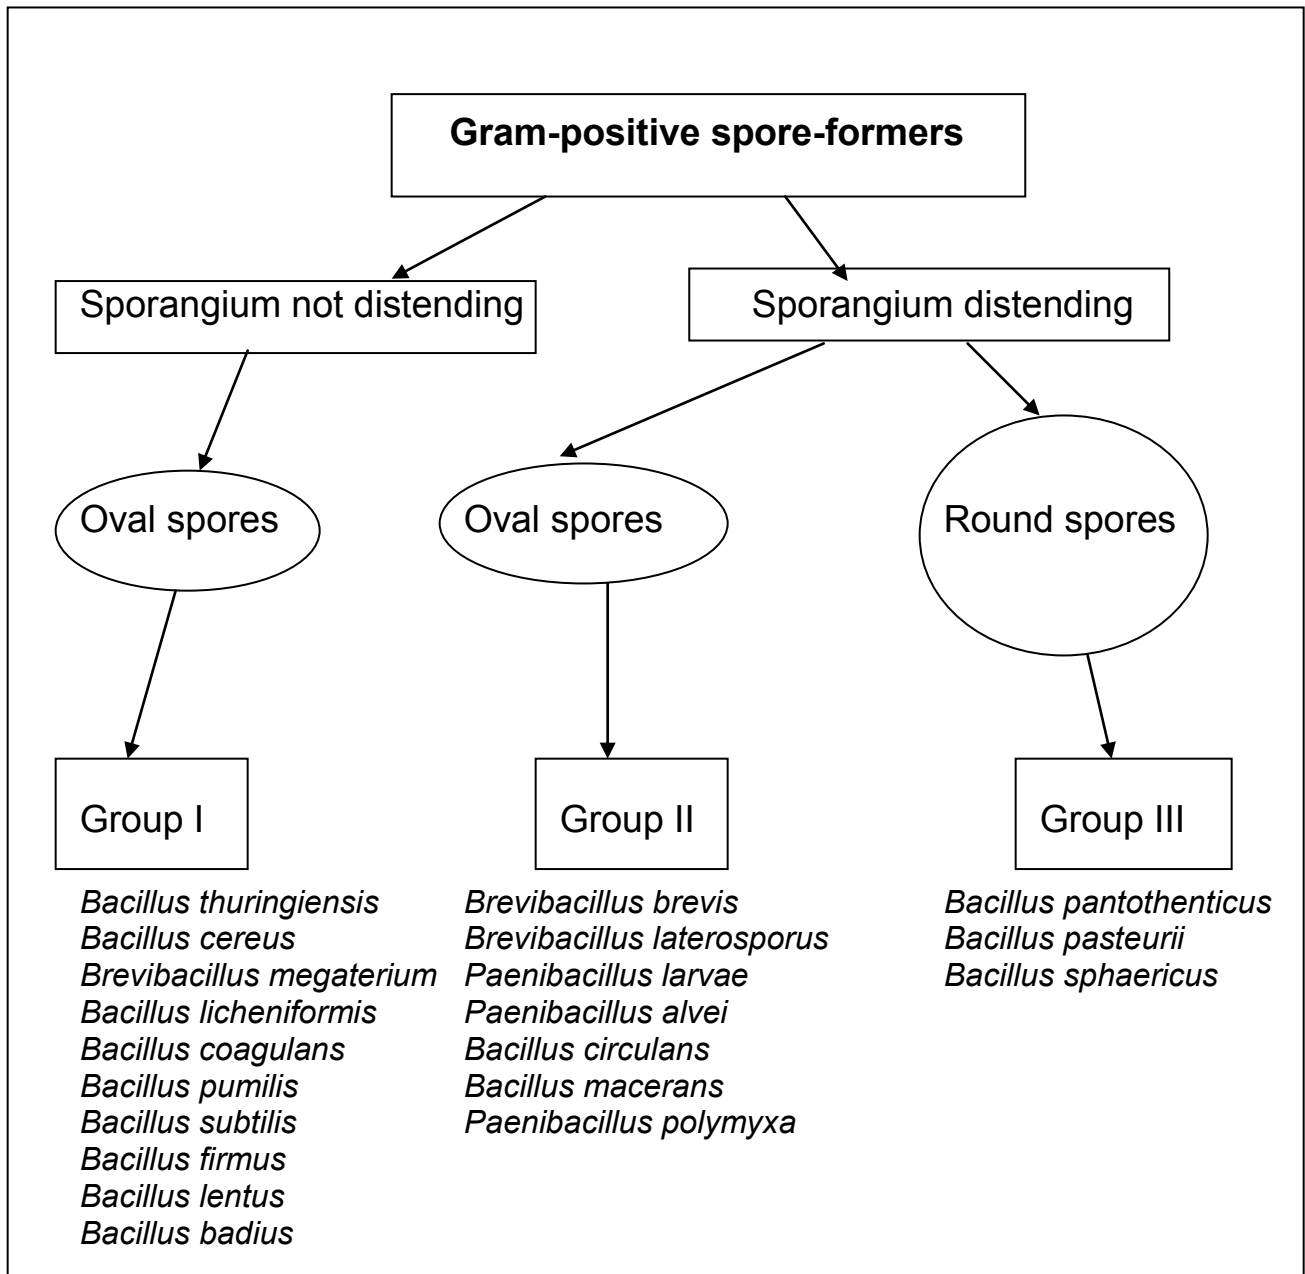 Gram-positive spore-formers
Sporangium not distending
Sporangium distending
Oval spores
Oval spores
Round spores
Group I
Group II
Group III
Bacillus thuringiensis
Bacillus cereus
Brevibacillus megaterium
Bacillus licheniformis
Bacillus coagulans
Bacillus pumilis
Bacillus subtilis
Bacillus firmus
Bacillus lentus
Bacillus badius
Brevibacillus brevis
Brevibacillus laterosporus
Paenibacillus larvae
Paenibacillus alvei
Bacillus circulans
Bacillus macerans
Paenibacillus polymyxa
Bacillus pantothenticus
Bacillus pasteurii
Bacillus sphaericus